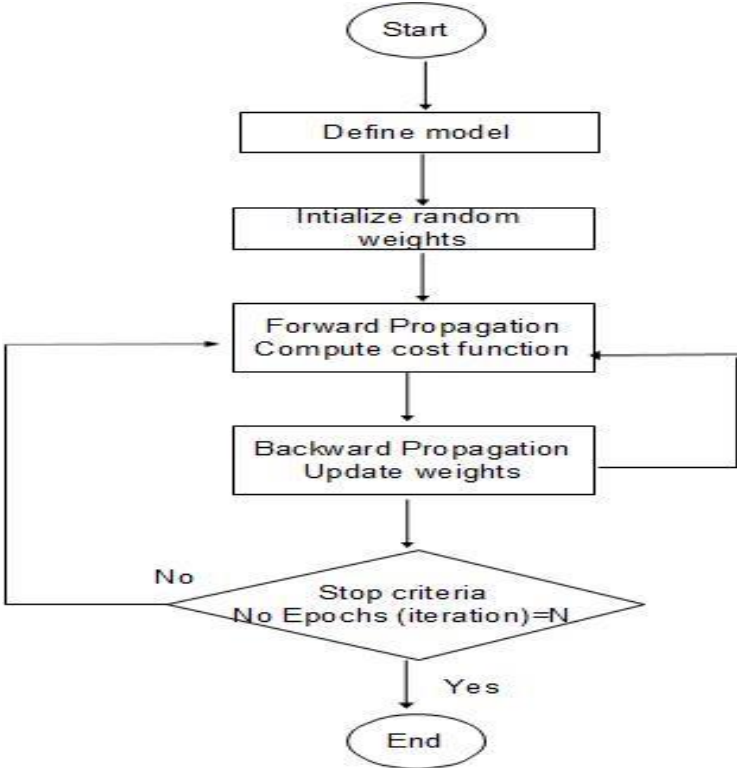 Start
Define model
Intialize random
weights
Forward Propagation
Compute cost function
Backward Propagation
Update weights
No
Stop criteria
No Epochs (iteration)=N
Yes
End